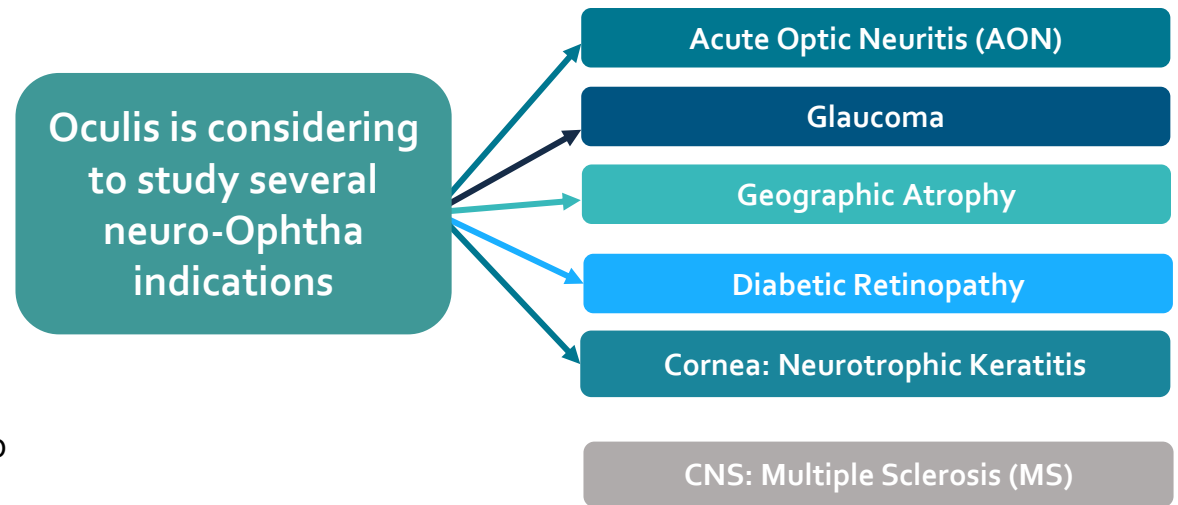 Oculis is considering
to study several
neuro-Ophtha
indications
Acute Optic Neuritis (AON)
Glaucoma
Geographic Atrophy
Diabetic Retinopathy
Cornea: Neurotrophic Keratitis
CNS: Multiple Sclerosis (MS)